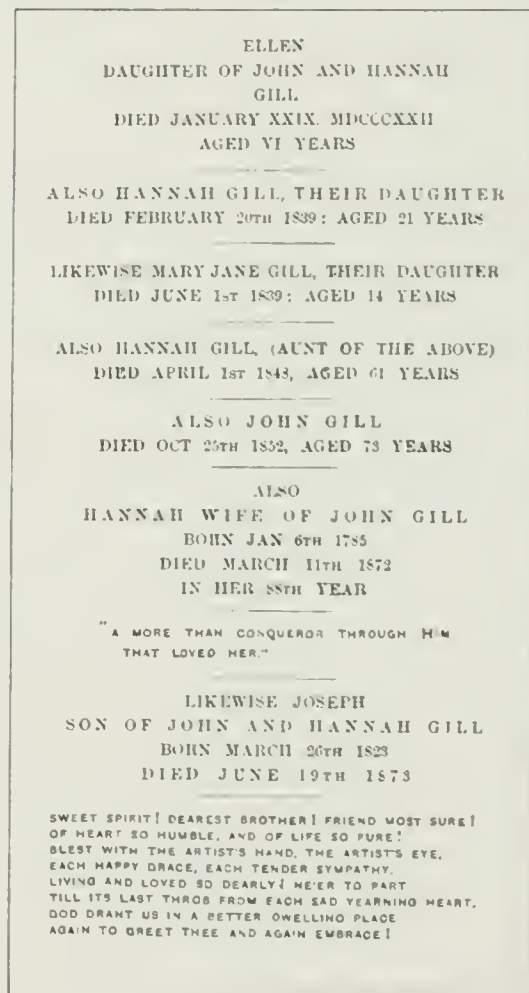 ELLEN
DAUGHTER OF JOHN AND HANNAH
GILL
DIED JANUARY XXIX. MDCCCXXII
AGED VI YEARS
ALSO HANNAH GILL, THEIR DAUGHTER
DIED FEBRUARY 20TH 1839: AGED 21 YEARS
LIKEWISE MARY JANE GILL, THEIR DAUGHTER
DIED JUNE 1ST 1839: AGED 14 YEARS
ALSO HANNAH GILL, (AUNT OF THE ABOVE)
DIED APRIL 1ST 1848, AGED 61 YEARS
ALSO JOHN GILL
DIED OCT 25TH 1852, AGED 73 YEARS
ALSO
HANNAH WIFE OF JOHN GILL
BORN JAN 6TH 1785
DIED MARCH 11TH 1872
IN HER 88TH YEAR
"A MORE THAN CONQUEROR THROUGH HIM
THAT LOVED HER."
LIKEWISE JOSEPH
SON OF JOHN AND HANNAH GILL
BORN MARCH 26TH 1823
DIED JUNE 19TH 1873
SWEET SPIRIT! DEAREST BROTHER! FRIEND MOST SURE!
OF HEART SO HUMBLE, AND OF LIFE SO PURE!
BLEST WITH THE ARTIST'S HAND, THE ARTIST'S EYE,
EACH HAPPY GRACE, EACH TENDER SYMPATHY.
LIVING AND LOVED SO DEARLY! NE'ER TO PART
TILL ITS LAST THROB FROM EACH SAD YEARNING HEART,
GOD GRANT US IN A BETTER DWELLING PLACE
AGAIN TO GREET THEE AND AGAIN EMBRACE!